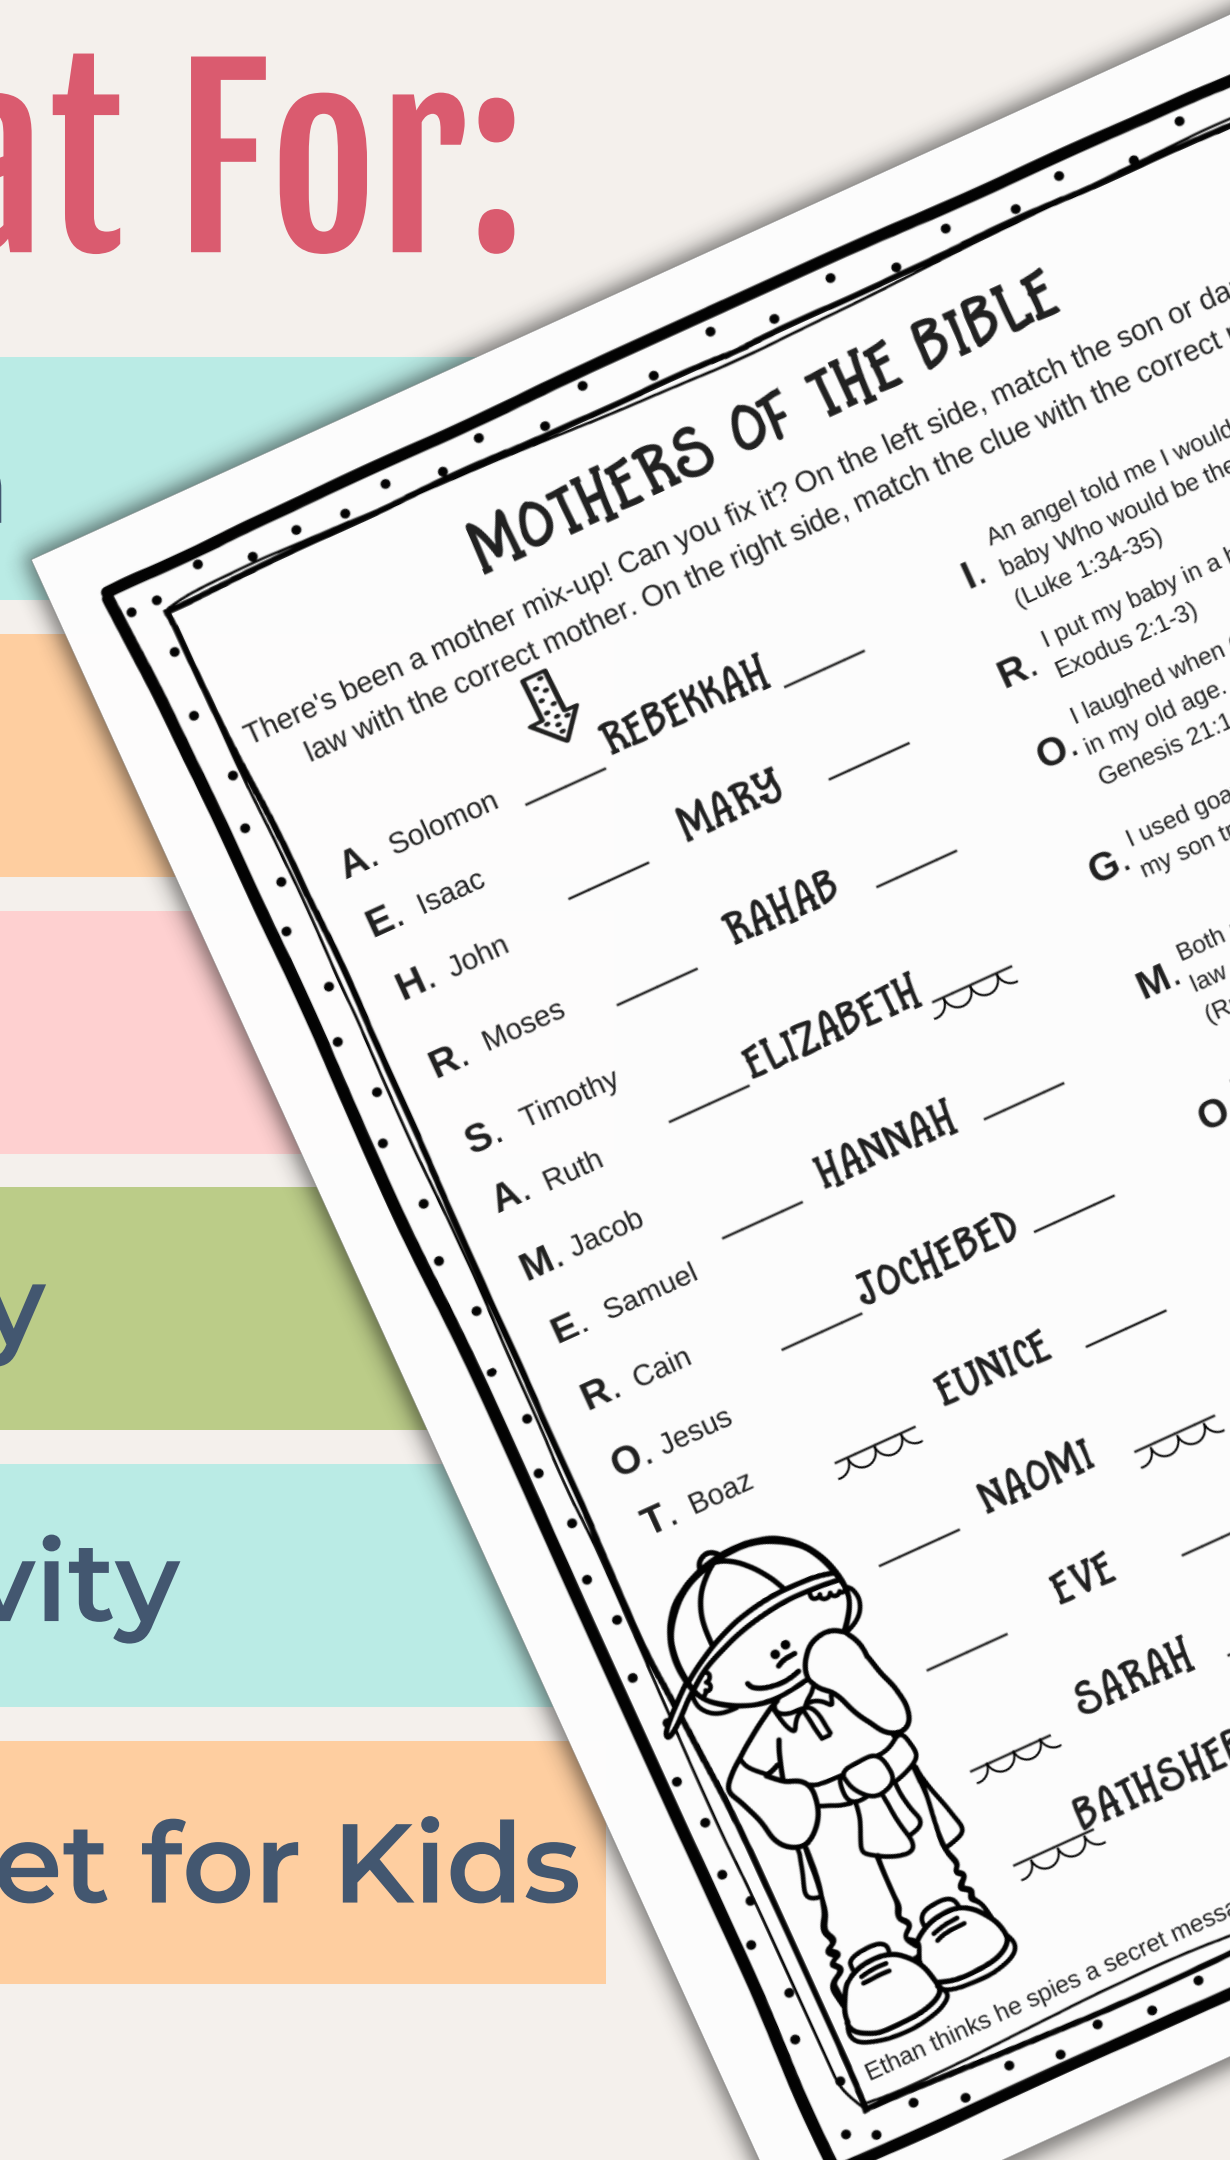 at For:
y
vity
et for Kids
MOTHERS OF THE BIBLE
There's been a mother mix-up! Can you fix it? On the left side, match the son or
law with the correct mother. On the right side, match the clue with the correct
A. Solomon
E. Isaac
H. John
R. Moses
S. Timothy
A. Ruth
M. Jacob
E. Samuel
R. Cain
O. Jesus
T. Boaz
REBEKKAH
MARY
RAHAB
ELIZABETH
HANNAH
JOCHEBED
EUNICE
NAOMI
EVE
SARAH
BATHSHE
I. An angel told me I would
baby Who would be the
(Luke 1:34-35)
R. I put my baby in a
Exodus 2:1-3)
O. I laughed when
in my old age.
Genesis 21:1
G. I used goa
my son
M. Both
law
O
Ethan thinks he spies a secret messa